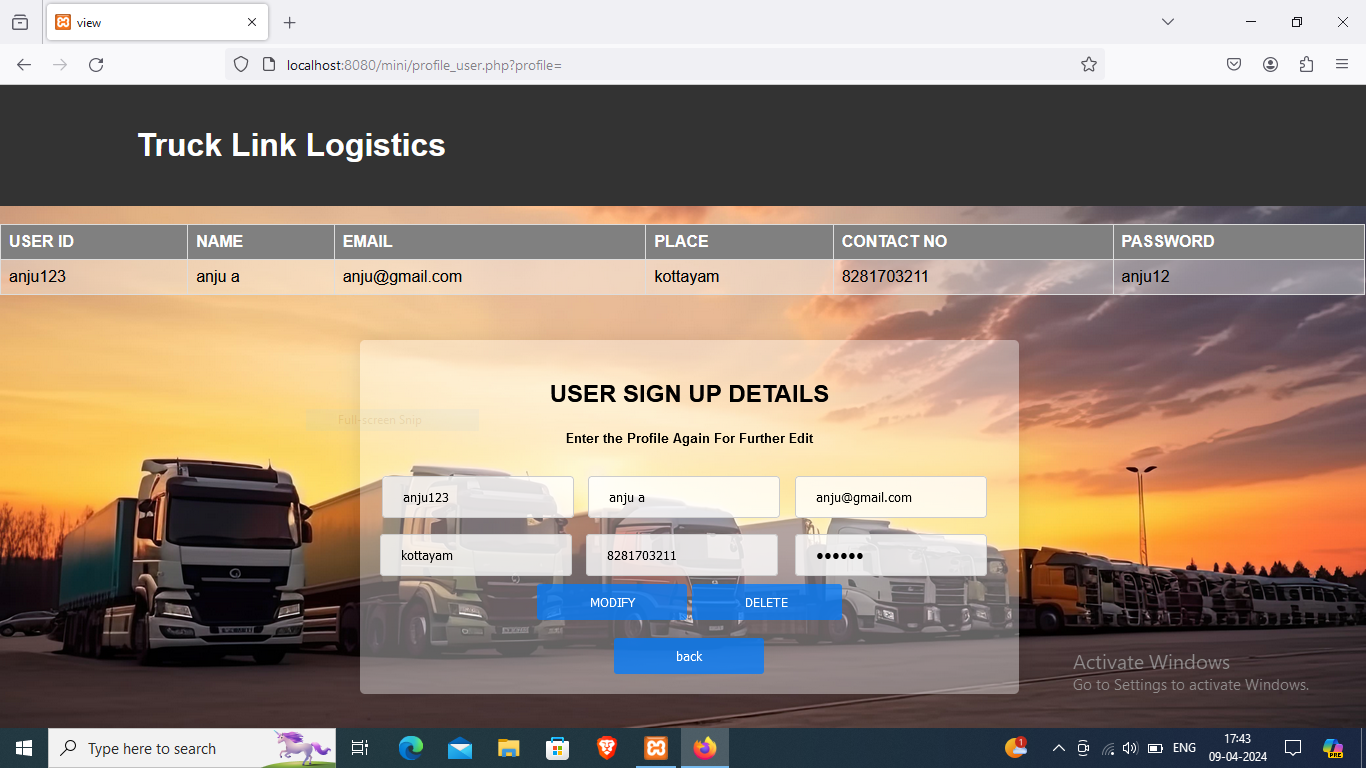 view
localhost:8080/mini/profile_user.php?profile=
Truck Link Logistics
USER ID NAME EMAIL PLACE CONTACT NO PASSWORD
anju123 anju a anju@gmail.com kottayam 8281703211 anju12
USER SIGN UP DETAILS
Full-screen Snip
Enter the Profile Again For Further Edit
anju123 anju a anju@gmail.com
kottayam 8281703211 ●●●●●●
MODIFY DELETE
back
Activate Windows
Go to Settings to activate Windows.
Type here to search
1
ENG
17:43
09-04-2024
PRE